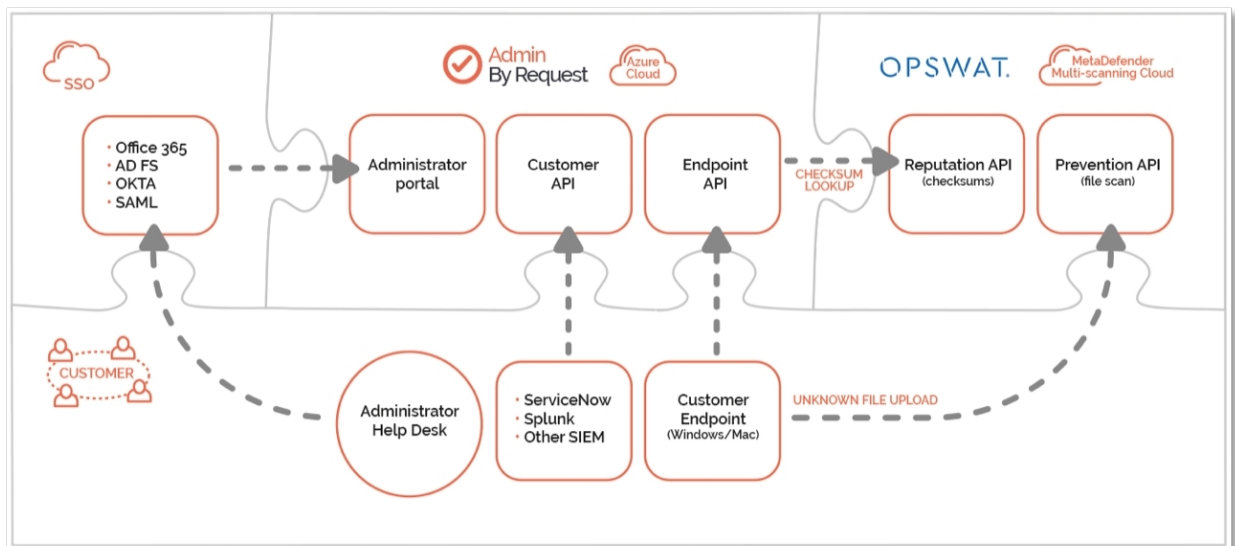 SSO
Admin
By Request
Azure
Cloud
OPSWAT.
MetaDefender
Multi-scanning Cloud
• Office 365
• AD FS
• OKTA
• SAML
Administrator
portal
Customer
API
Endpoint
API
CHECKSUM
LOOKUP
Reputation API
(checksums)
Prevention API
(file scan)
CUSTOMER
Administrator
Help Desk
• ServiceNow
• Splunk
• Other SIEM
Customer
Endpoint
(Windows/Mac)
UNKNOWN FILE UPLOAD